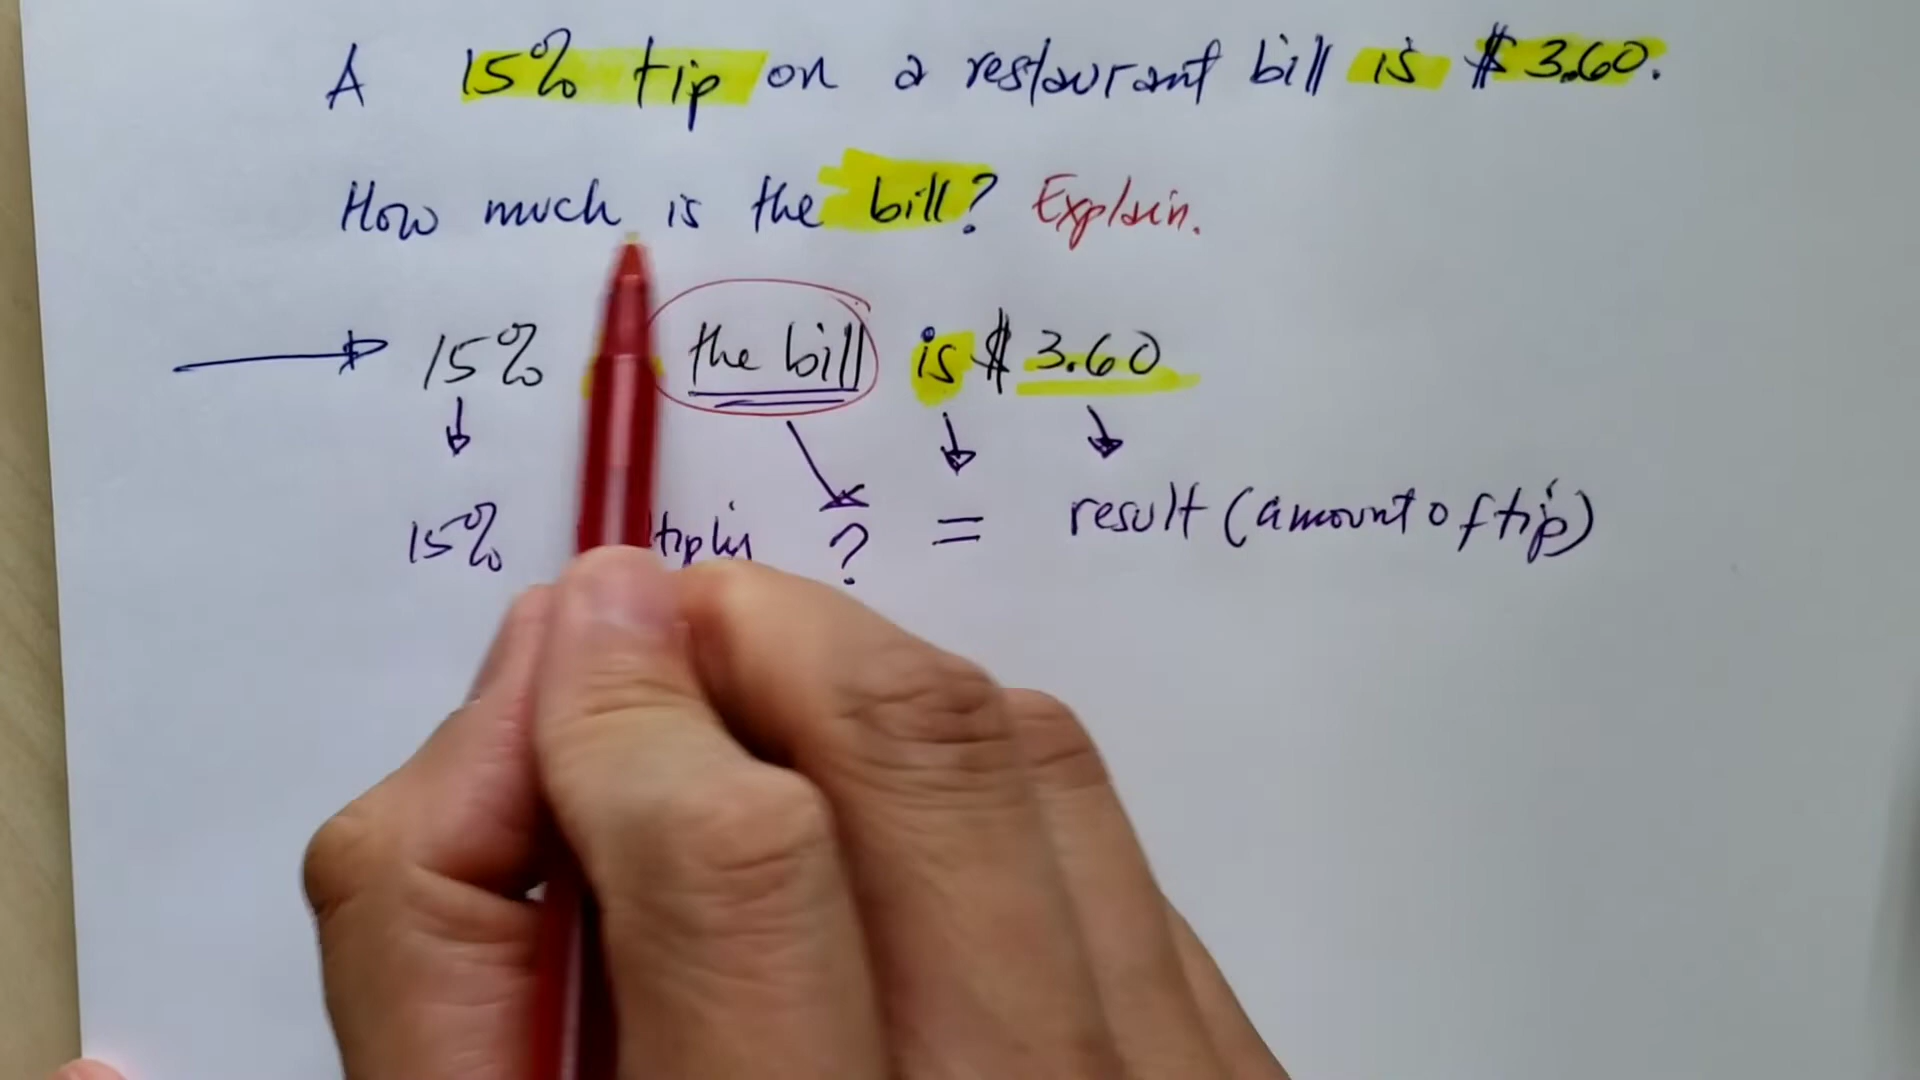 A 15% tip on a restaurant bill is $3.60.
How much is the bill? Explain.
15% the bill is $3.60
15% ? = result (amount of tip)